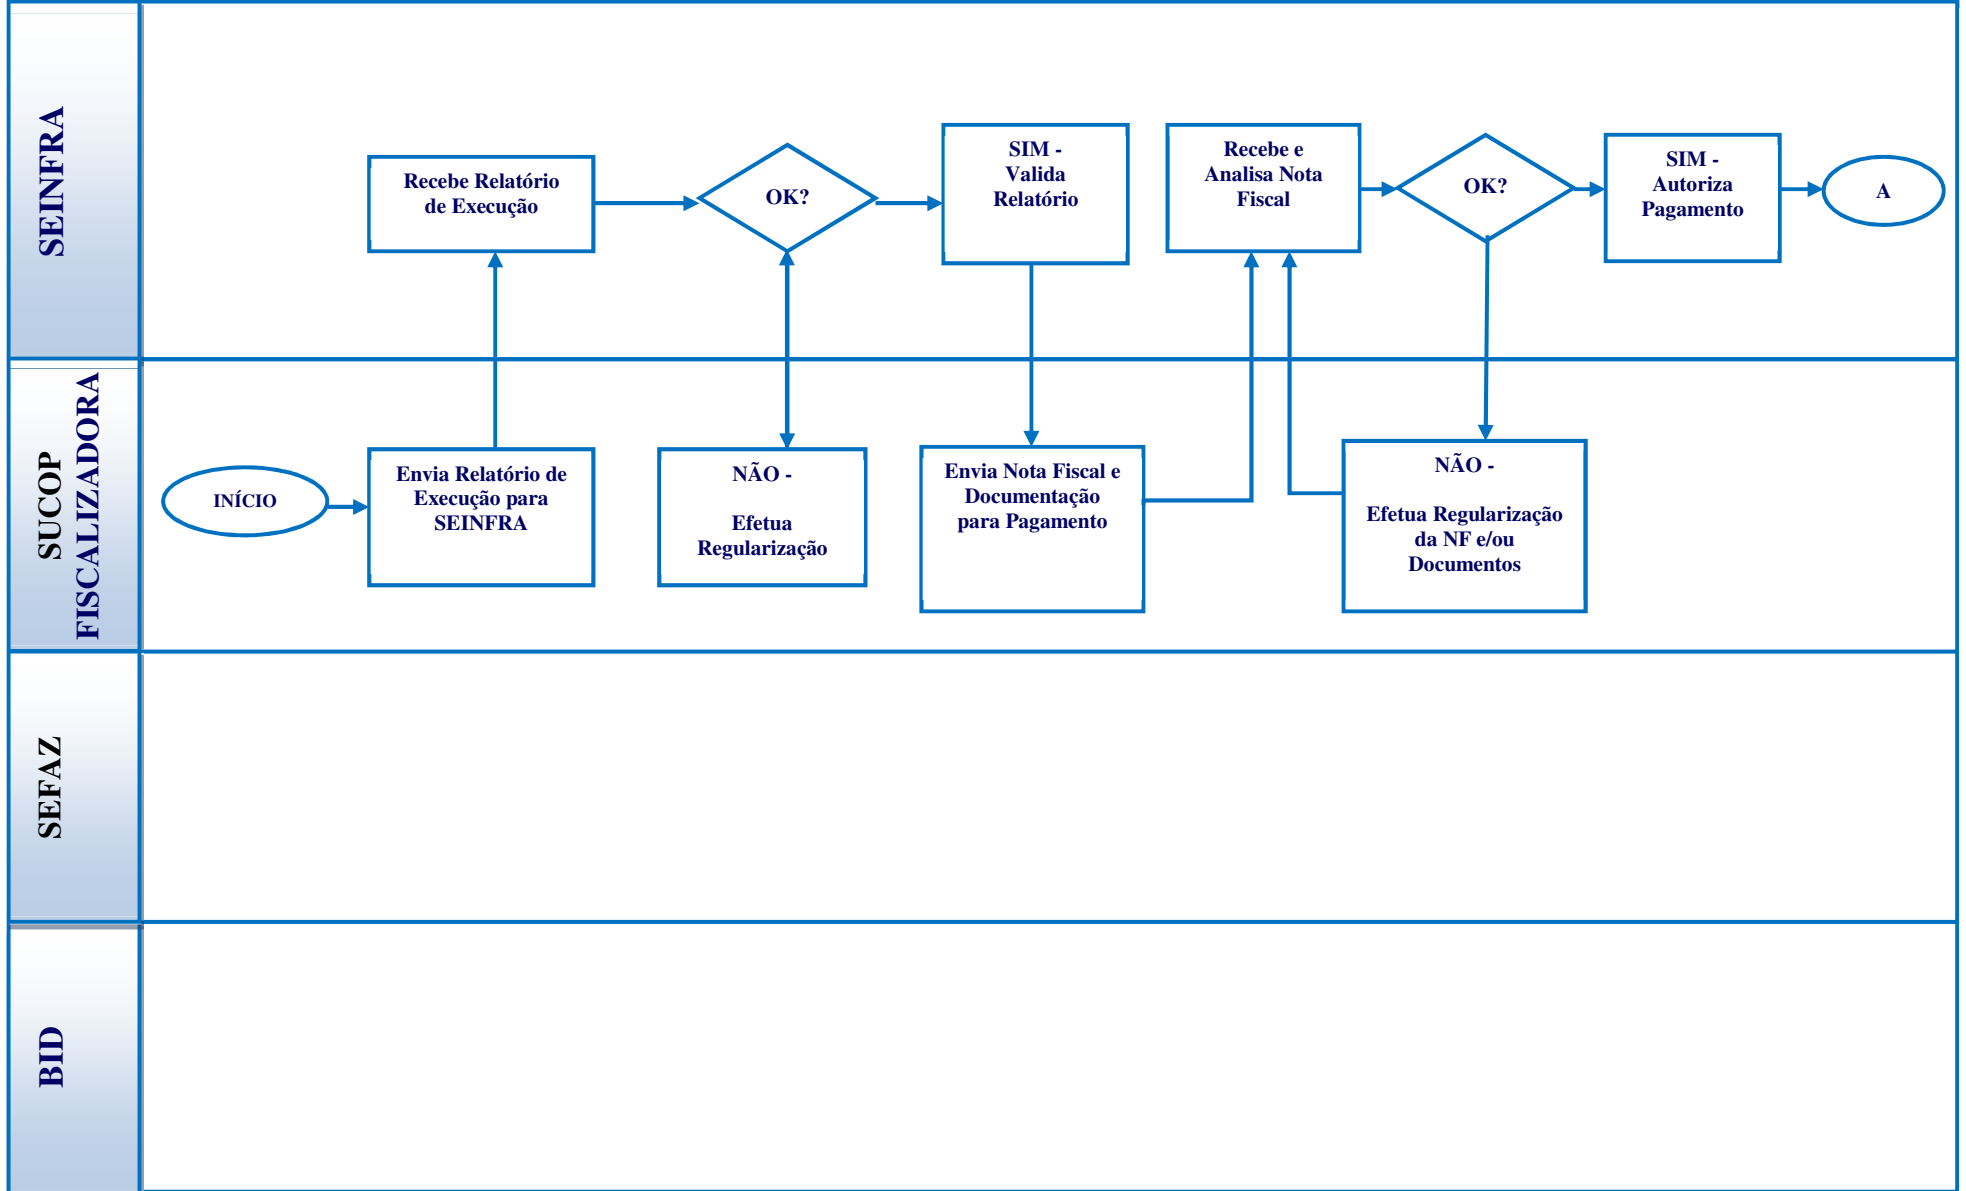 SEINFRA
Recebe Relatório
de Execução
OK?
SIM -
Valida
Relatório
Recebe e
Analisa Nota
Fiscal
OK?
SIM -
Autoriza
Pagamento
A
SUCOP
FISCALIZADORA
INÍCIO
Envia Relatório de
Execução para
SEINFRA
NÃO -
Efetua
Regularização
Envia Nota Fiscal e
Documentação
para Pagamento
NÃO -
Efetua Regularização
da NF e/ou
Documentos
SEFAZ
BID